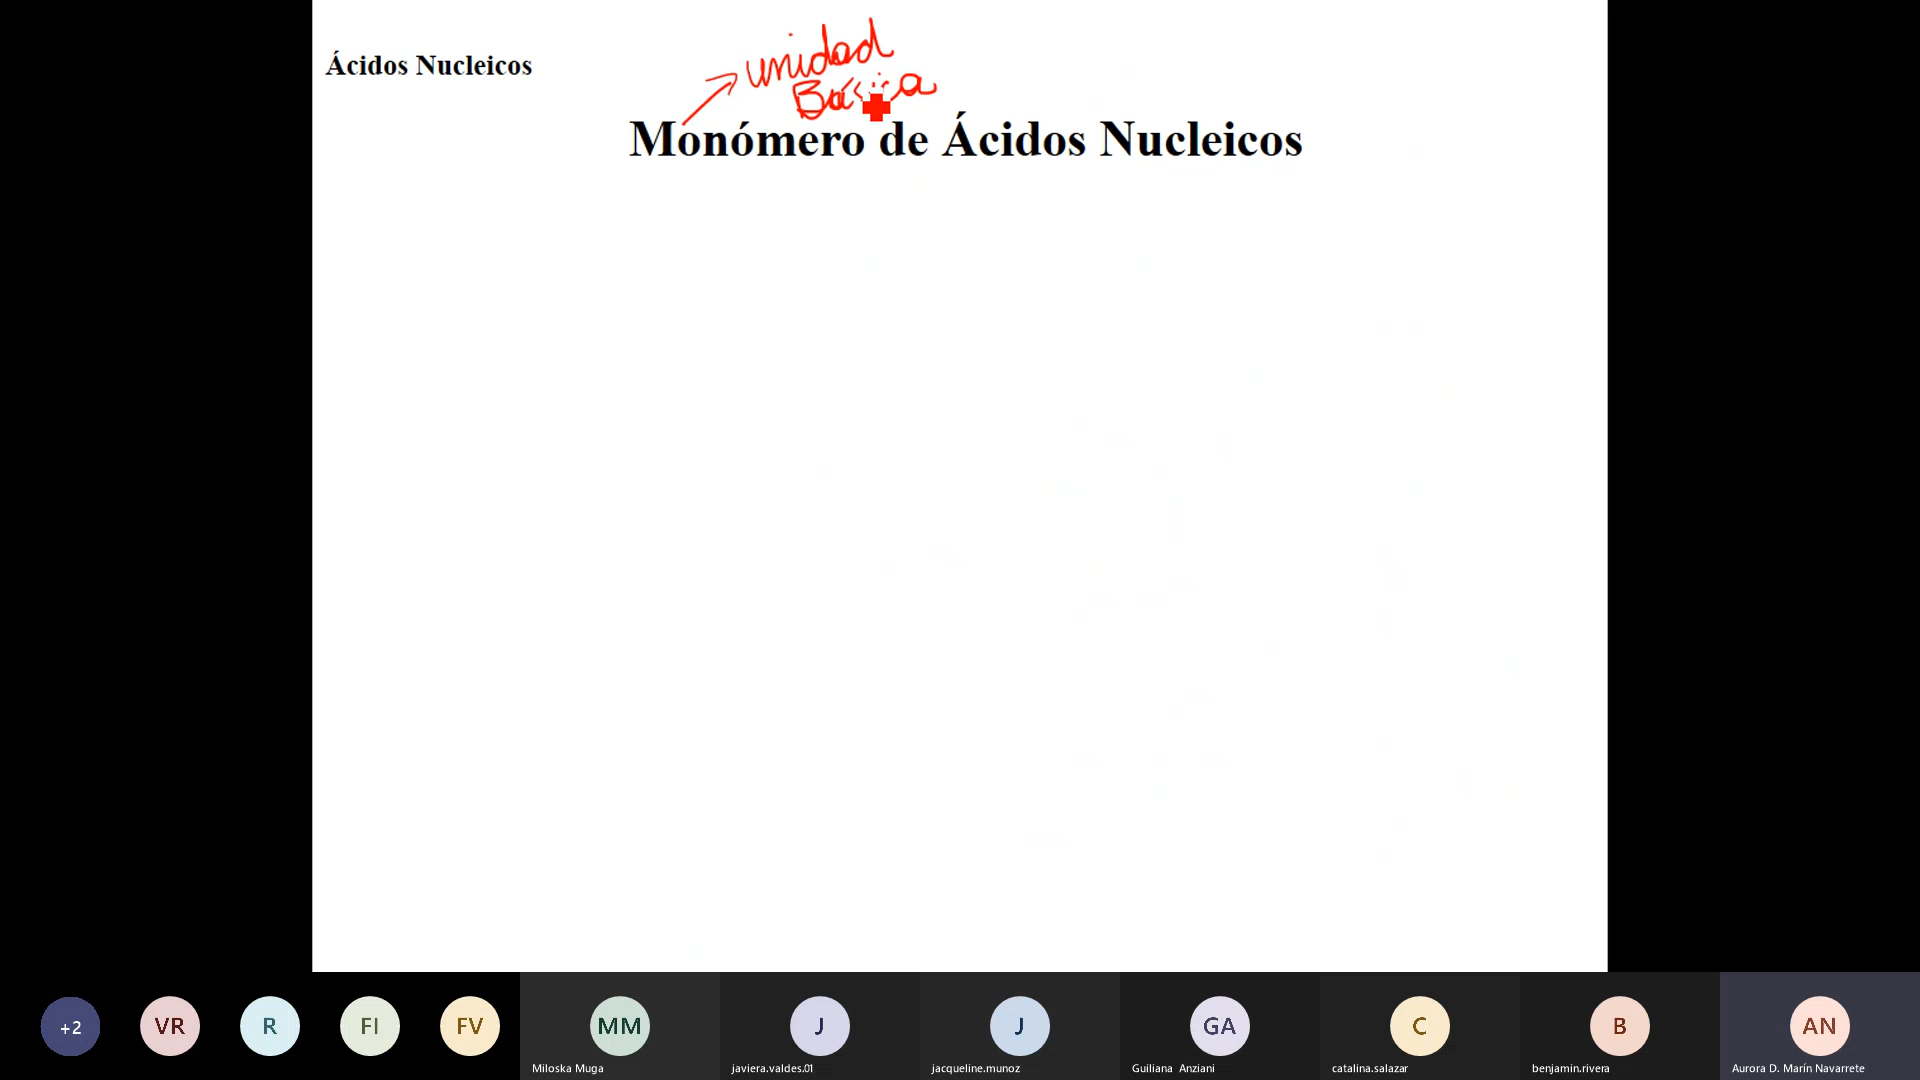 unidad
Ácidos Nucleicos
Básica
Monómero de Ácidos Nucleicos
+2
VR
R
FI
FV
MM
J
J
GA
C
B
AN
Miloska Muga
javiera.valdes.01
jacqueline.munoz
Guiliana Anziani
catalina.salazar
benjamin.rivera
Aurora D. Marín Navarrete